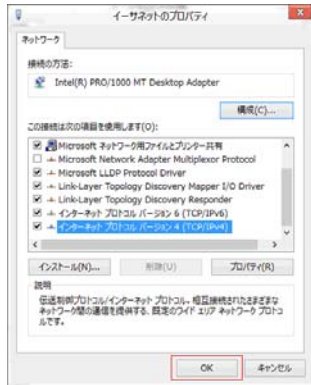 イーサネットのプロパティ
ネットワーク
接続の方法:
Intel(R) PRO/1000 MT Desktop Adapter
構成(C)...
この接続は次の項目を使用します(O):
Microsoft ネットワーク用ファイルとプリンター共有
Microsoft Network Adapter Multiplexor Protocol
Microsoft LLDP Protocol Driver
Link-Layer Topology Discovery Mapper I/O Driver
Link-Layer Topology Discovery Responder
インターネット プロトコル バージョン 6 (TCP/IPv6)
インターネット プロトコル バージョン 4 (TCP/IPv4)
インストール(N)...
削除(U)
プロパティ(R)
説明
伝送制御プロトコル/インターネット プロトコル。相互接続されたさまざまな
ネットワーク間の通信を提供する、既定のワイド エリア ネットワーク プロトコ
ルです。
OK
キャンセル